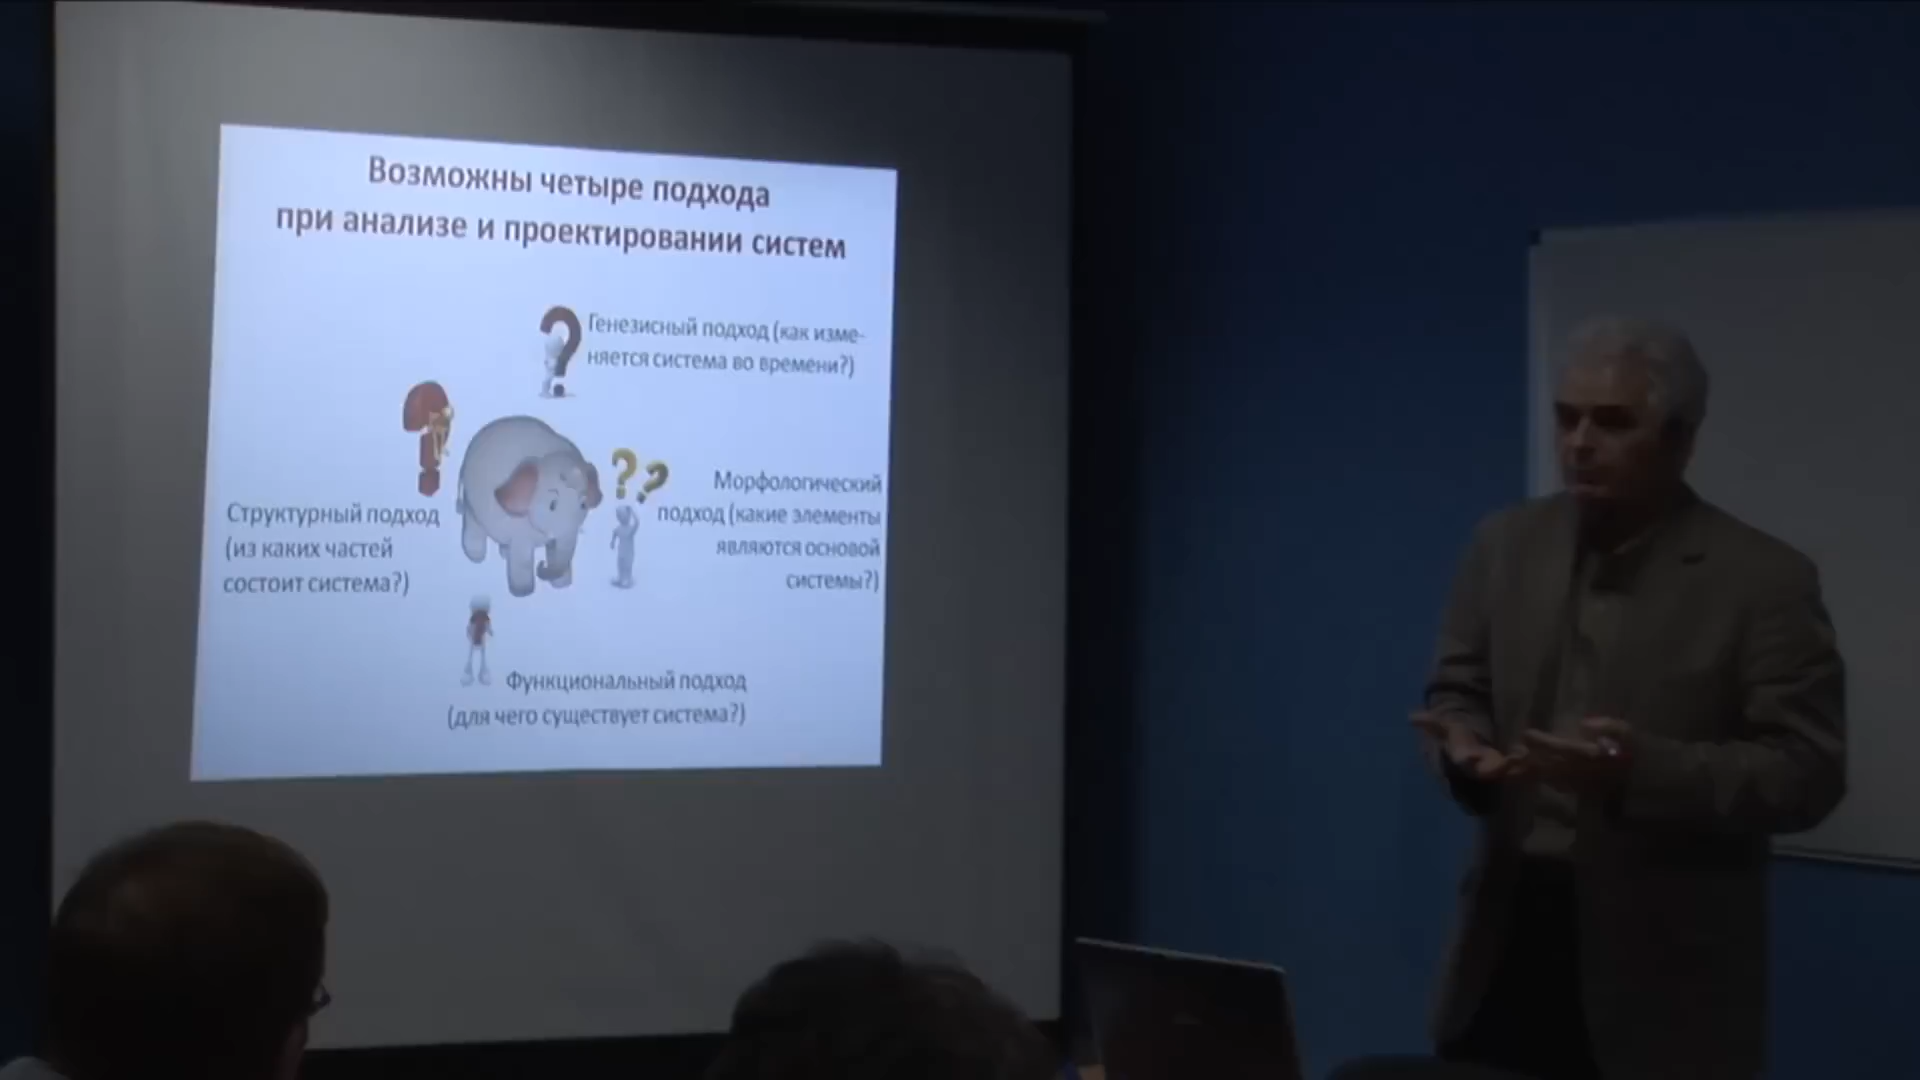 Возможны четыре подхода
при анализе и проектировании систем
Генезисный подход (как изме-
няется система во времени?)
Структурный подход
(из каких частей
состоит система?)
Морфологический
подход (какие элементы
являются основой
системы?)
Функциональный подход
(для чего существует система?)